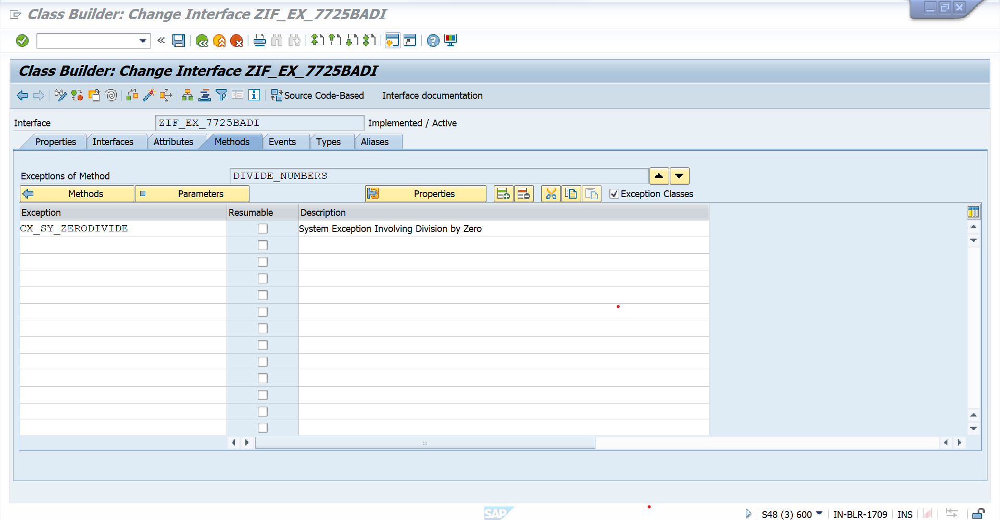 Class Builder: Change Interface ZIF_EX_7725BADI
Class Builder: Change Interface ZIF_EX_7725BADI
Source Code-Based Interface documentation
Interface ZIF_EX_7725BADI Implemented / Active
Properties Interfaces Attributes Methods Events Types Aliases
Exceptions of Method DIVIDE_NUMBERS
Methods Parameters Properties Exception Classes
Exception Resumable Description
CX_SY_ZERODIVIDE System Exception Involving Division by Zero
SAP S48 (3) 600 IN-BLR-1709 INS